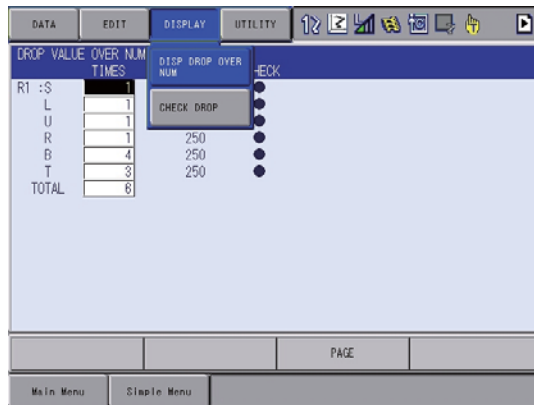 DATA EDIT DISPLAY UTILITY
DROP VALUE OVER NUM
DISP DROP OVER
NUM
TIMES HECK
CHECK DROP
R1 :S 1
L 1
U 1
R 1 250
B 4 250
T 3 250
TOTAL 6
PAGE
Main Menu Simple Menu